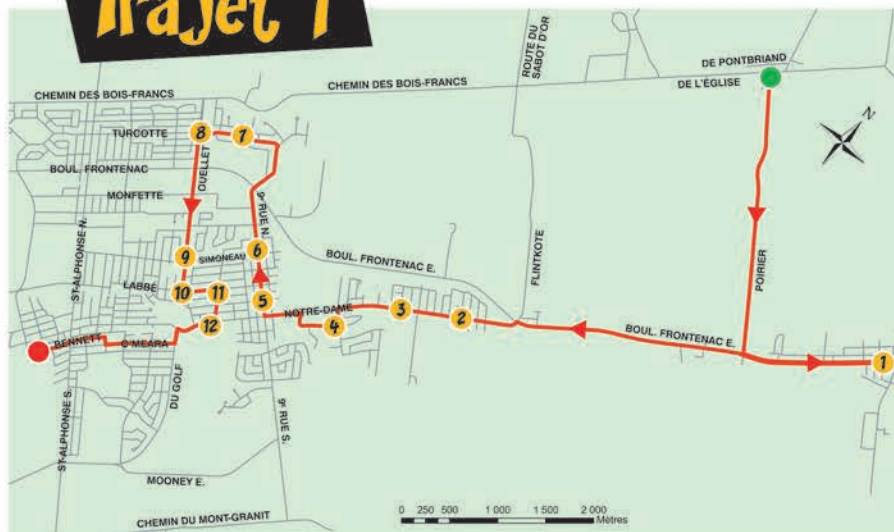 Trajet 1
ROUTE DU
SABOT D'OR
DE PONTBRIAND
DE L'ÉGLISE
CHEMIN DES BOIS-FRANCS
CHEMIN DES BOIS-FRANCS
N
TURCOTTE
8
7
OUELLET
BOUL. FRONTENAC
MONFETTE
9e RUE N.
ST-ALPHONSE N.
9
SIMONEAU
6
BOUL. FRONTENAC E.
FLINTKOTE
POIRIER
LABBÉ
10
11
5
NOTRE-DAME
3
2
12
4
BOUL. FRONTENAC E.
BENNETT
O'MEARA
1
DU GOLF
ST-ALPHONSE S.
9e RUE S.
MOONEY E.
CHEMIN DU MONT-GRANIT
0 250 500 1 000 1 500 2 000
Mètres